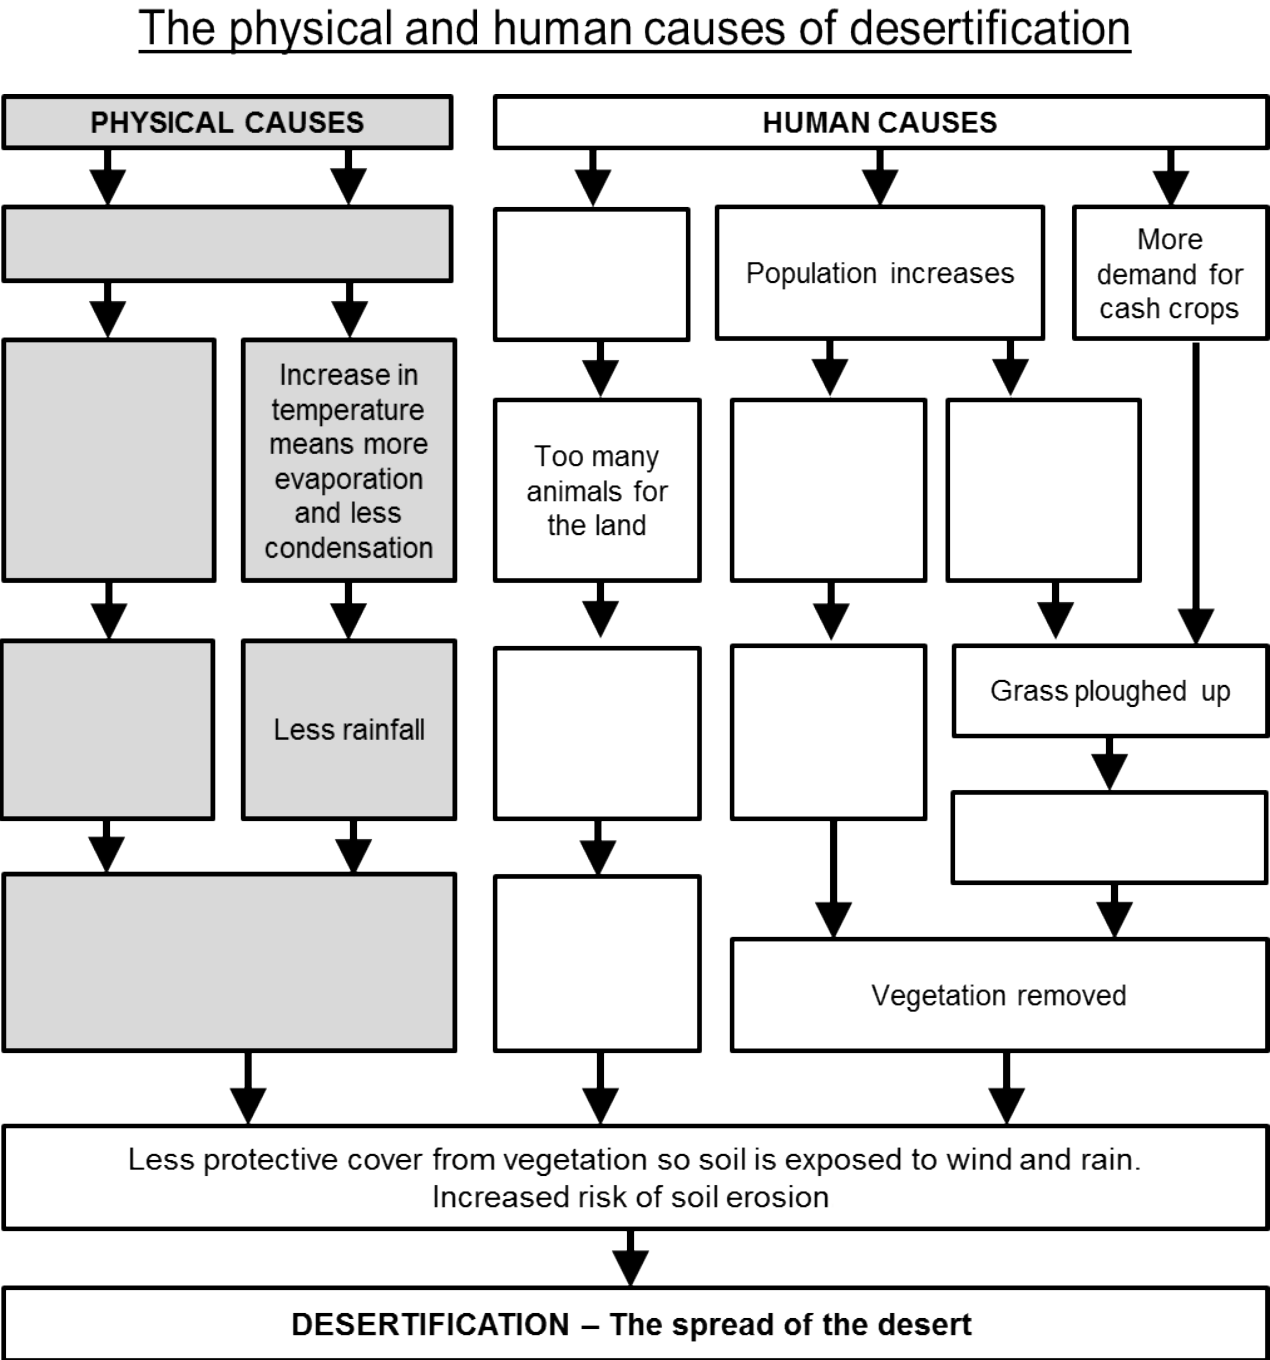 The physical and human causes of desertification
PHYSICAL CAUSES
HUMAN CAUSES
Population increases
More
demand for
cash crops
Increase in
temperature
means more
evaporation
and less
condensation
Too many
animals for
the land
Less rainfall
Grass ploughed up
Vegetation removed
Less protective cover from vegetation so soil is exposed to wind and rain.
Increased risk of soil erosion
DESERTIFICATION – The spread of the desert